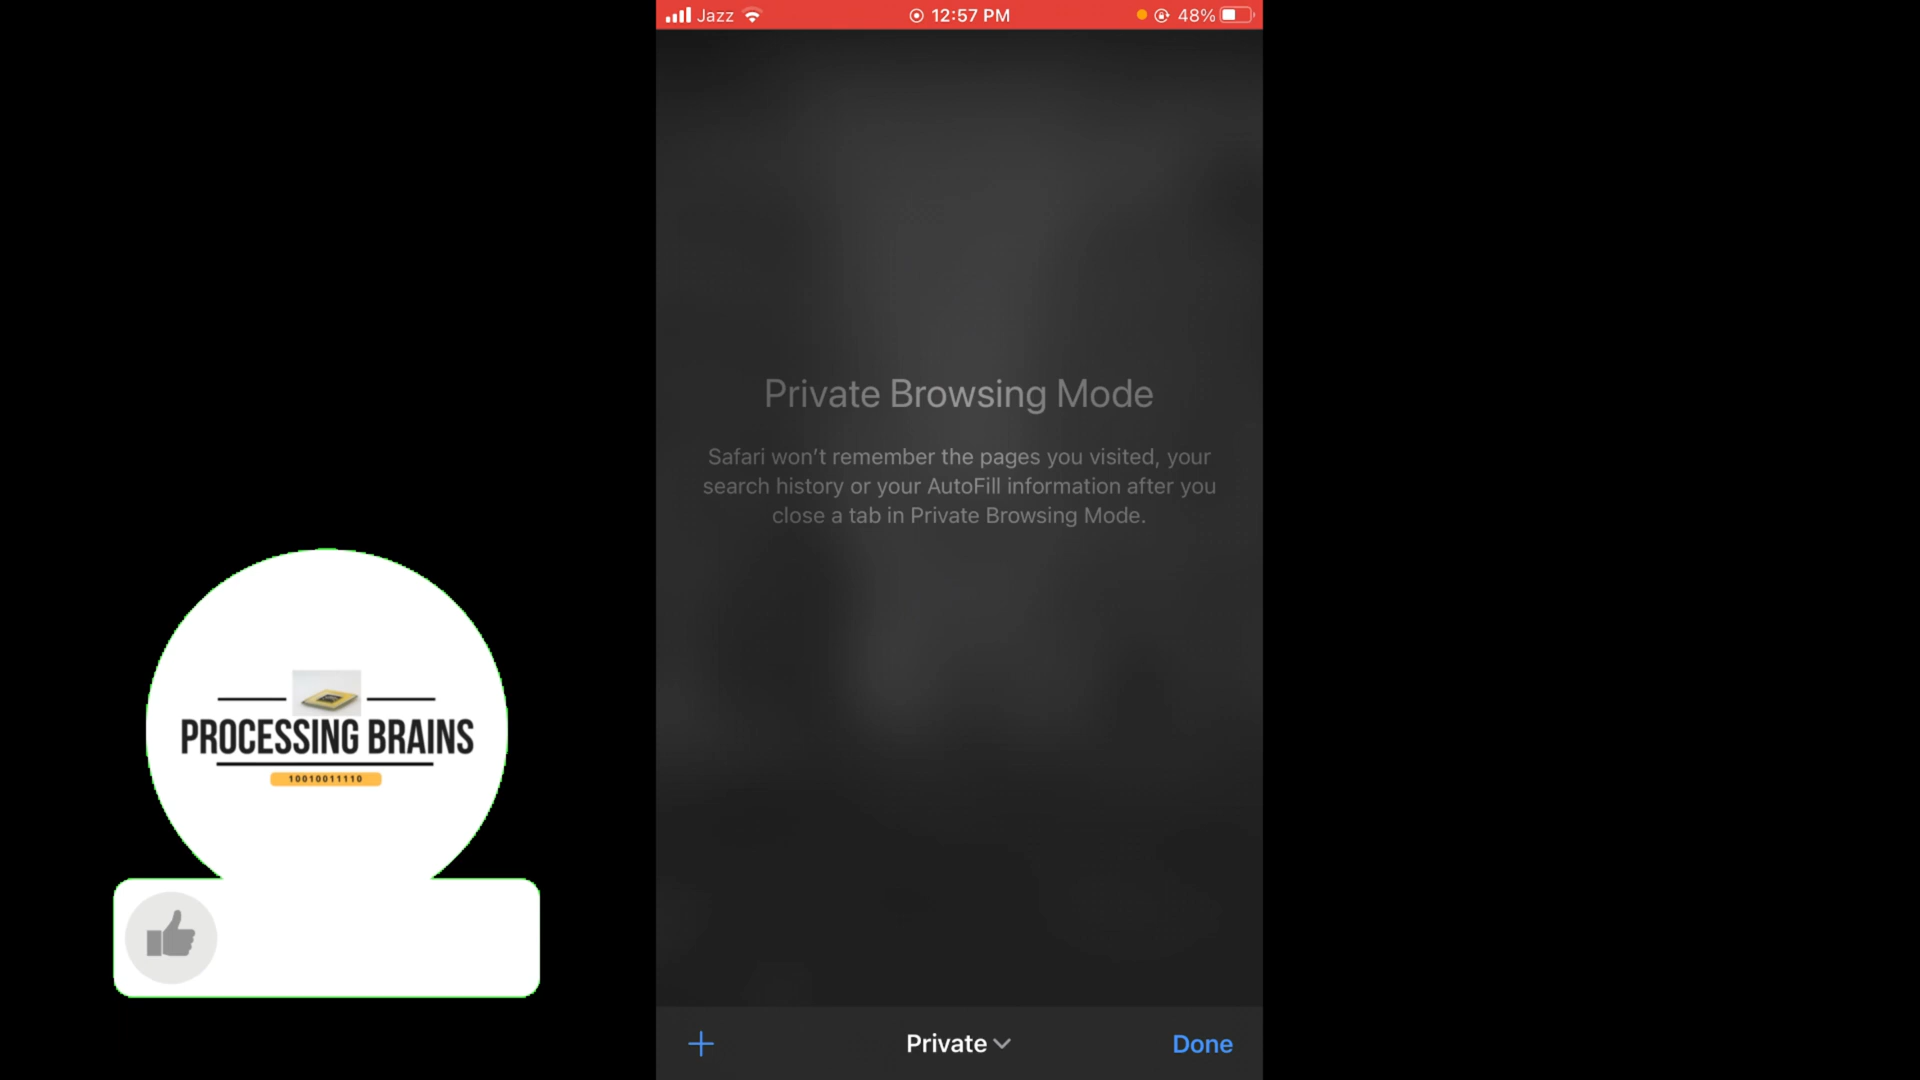 Jazz 12:57 PM 48%
Private Browsing Mode
Safari won't remember the pages you visited, your
search history or your AutoFill information after you
close a tab in Private Browsing Mode.
PROCESSING BRAINS
10010011110
Private Done